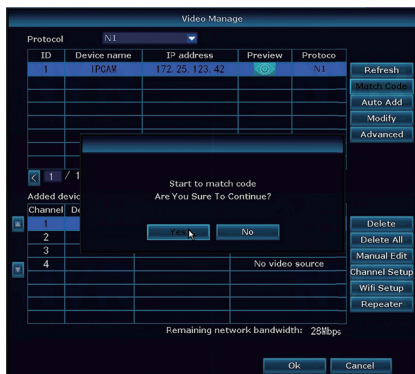 Video Manage
Protocol N1
ID Device name IP address Preview Protoco
1 IPCAM 172. 25. 123. 42 N1
Refresh
Match Code
Auto Add
Modify
Advanced
< 1 / 1
Start to match code
Are You Sure To Continue?
Yes No
Added devic
Channel De
1
2
3
4 No video source
Delete
Delete All
Manual Edit
Channel Setup
Wifi Setup
Repeater
Remaining network bandwidth: 28Mbps
Ok Cancel